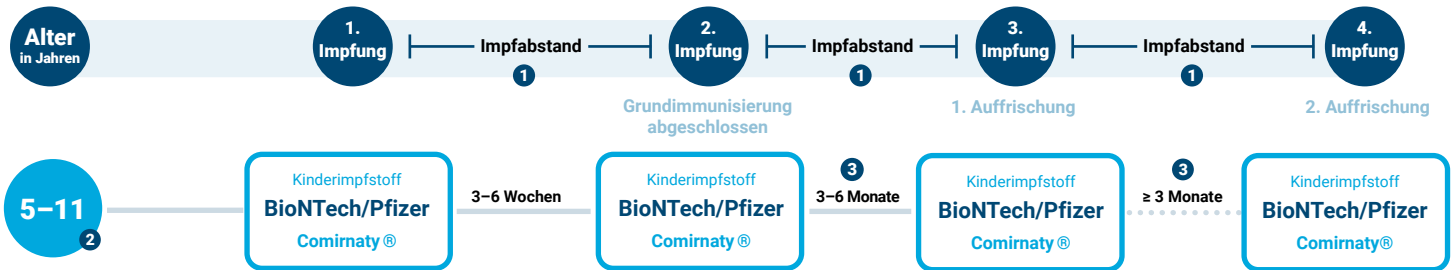 Alter
in Jahren
1.
Impfung
Impfabstand
1
2.
Impfung
Impfabstand
1
3.
Impfung
Impfabstand
1
4.
Impfung
Grundimmunisierung
abgeschlossen
1. Auffrischung
2. Auffrischung
5–11
2
Kinderimpfstoff
BioNTech/Pfizer
Comirnaty ®
3–6 Wochen
Kinderimpfstoff
BioNTech/Pfizer
Comirnaty ®
3
3–6 Monate
Kinderimpfstoff
BioNTech/Pfizer
Comirnaty ®
3
≥ 3 Monate
Kinderimpfstoff
BioNTech/Pfizer
Comirnaty®